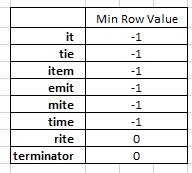 Min Row Value
it -1
tie -1
item -1
emit -1
mite -1
time -1
rite 0
terminator 0